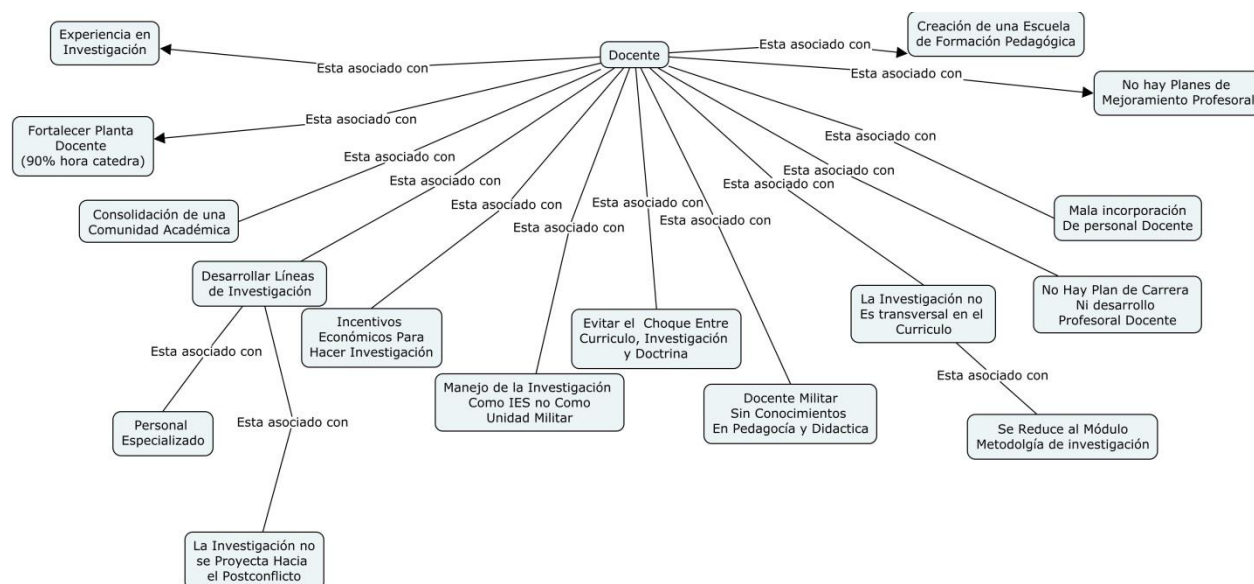 Creación de una Escuela
de Formación Pedagógica
Experiencia en
Investigación
Docente
Esta asociado con
Esta asociado con
Esta asociado con
No hay Planes de
Mejoramiento Profesoral
Fortalecer Planta
Docente
(90% hora catedra)
Esta asociado con
Esta asociado con
Esta asociado con
Esta asociado con
Esta asociado con
Esta asociado con
Esta asociado con
Esta asociado con
Esta asociado con
Esta asociado con
Esta asociado con
Consolidación de una
Comunidad Académica
Mala incorporación
De personal Docente
Desarrollar Líneas
de Investigación
La Investigación no
Es transversal en el
Curriculo
No Hay Plan de Carrera
Ni desarrollo
Profesoral Docente
Incentivos
Económicos Para
Hacer Investigación
Evitar el Choque Entre
Curriculo, Investigación
y Doctrina
Esta asociado con
Manejo de la Investigación
Como IES no Como
Unidad Militar
Docente Militar
Sin Conocimientos
En Pedagocía y Didactica
Esta asociado con
Personal
Especializado
Esta asociado con
Se Reduce al Módulo
Metodolgía de investigación
La Investigación no
se Proyecta Hacia
el Postconflicto